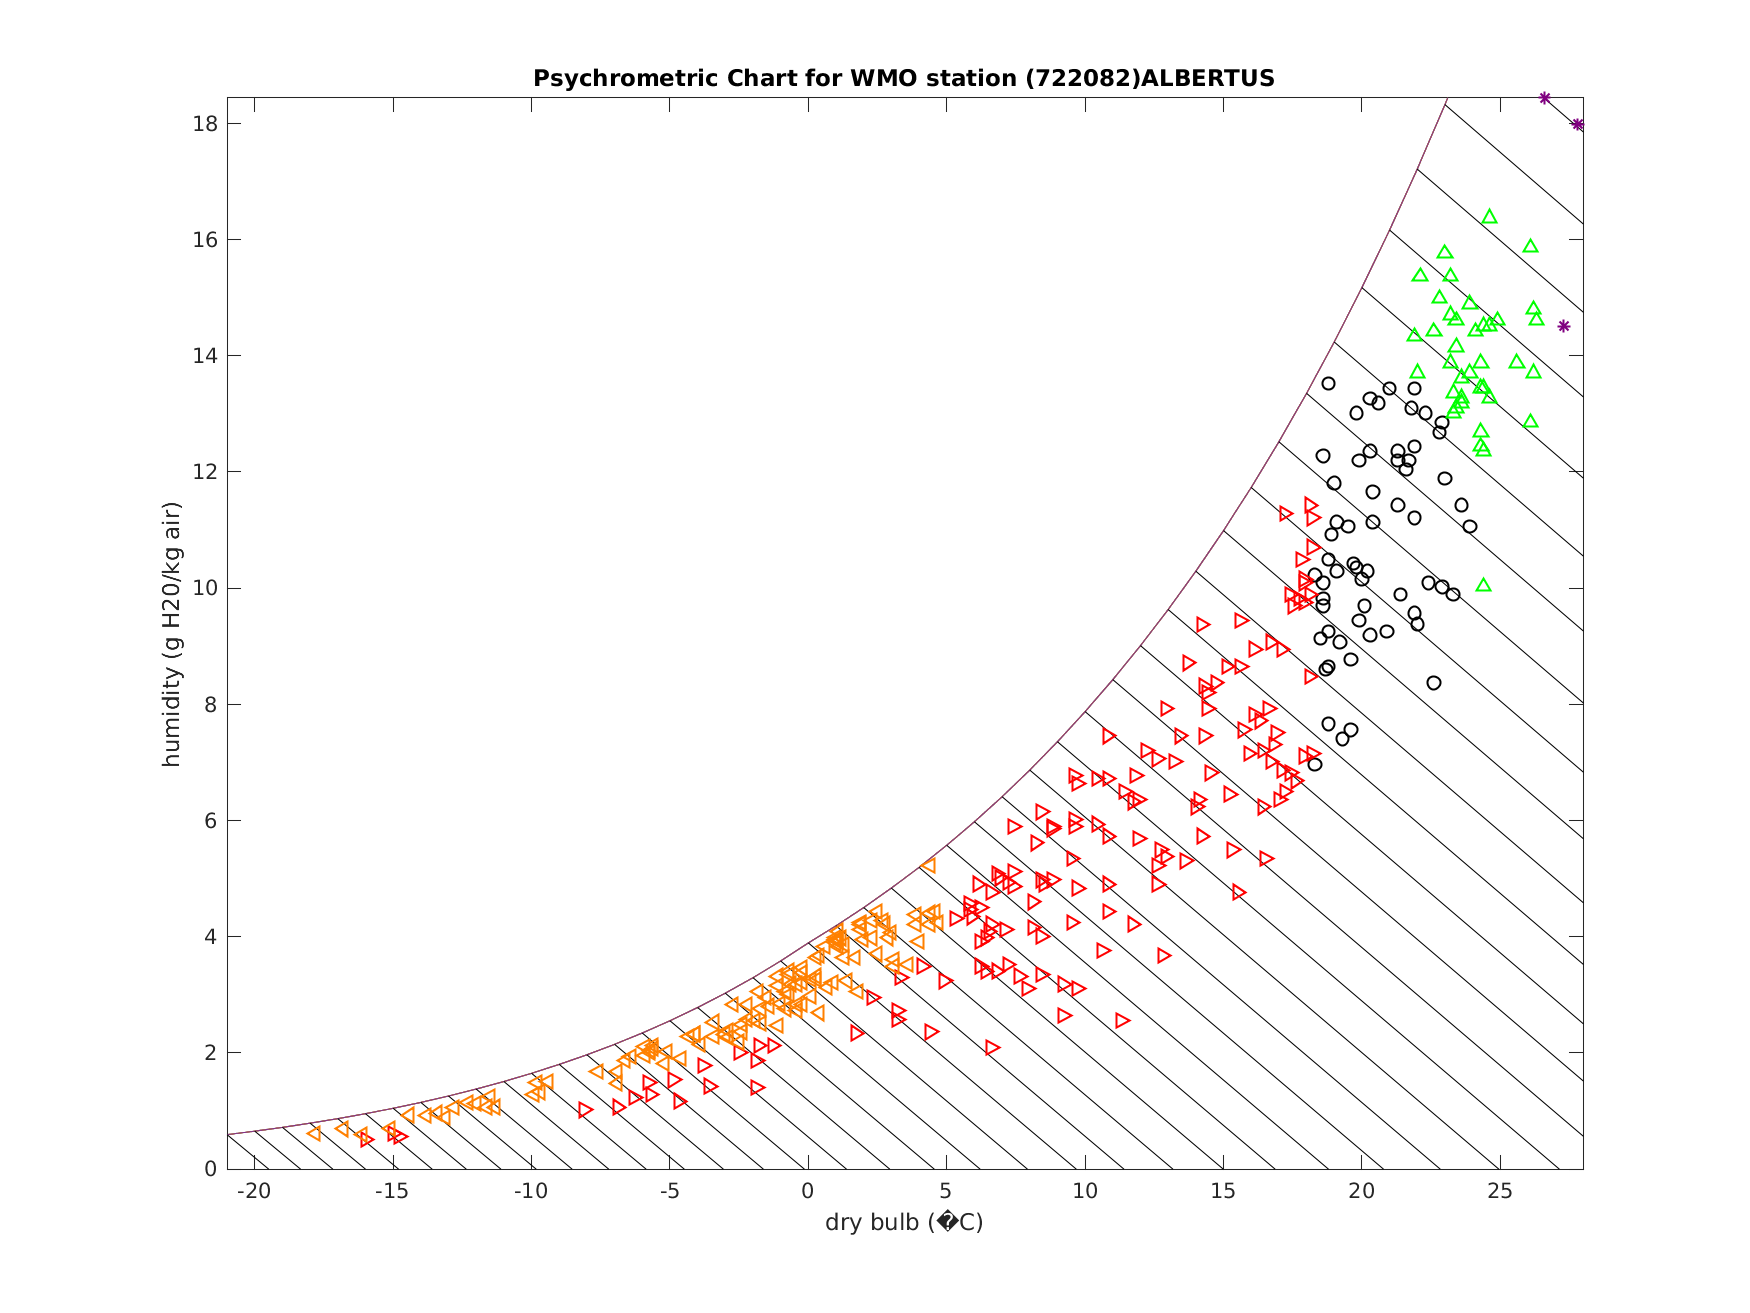 Psychrometric Chart for WMO station (722082)ALBERTUS
18
16
14
12
10
8
6
4
2
0
humidity (g H20/kg air)
-20 -15 -10 -5 0 5 10 15 20 25
dry bulb (�C)